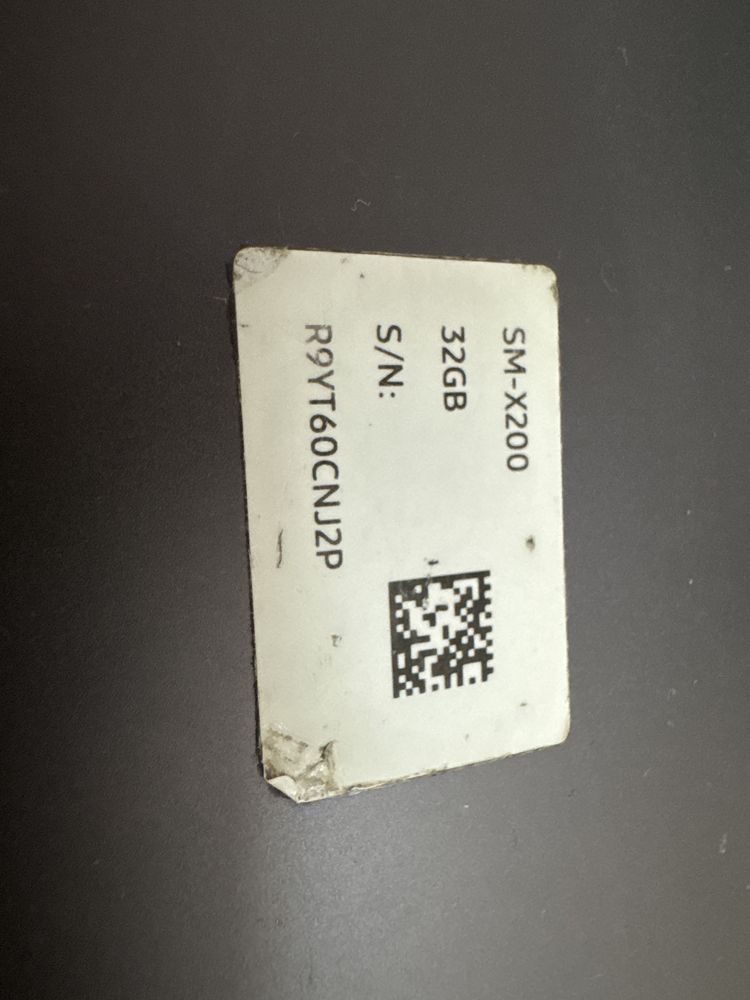 SM-X200
32GB
S/N:
R9YT60CNJ2P